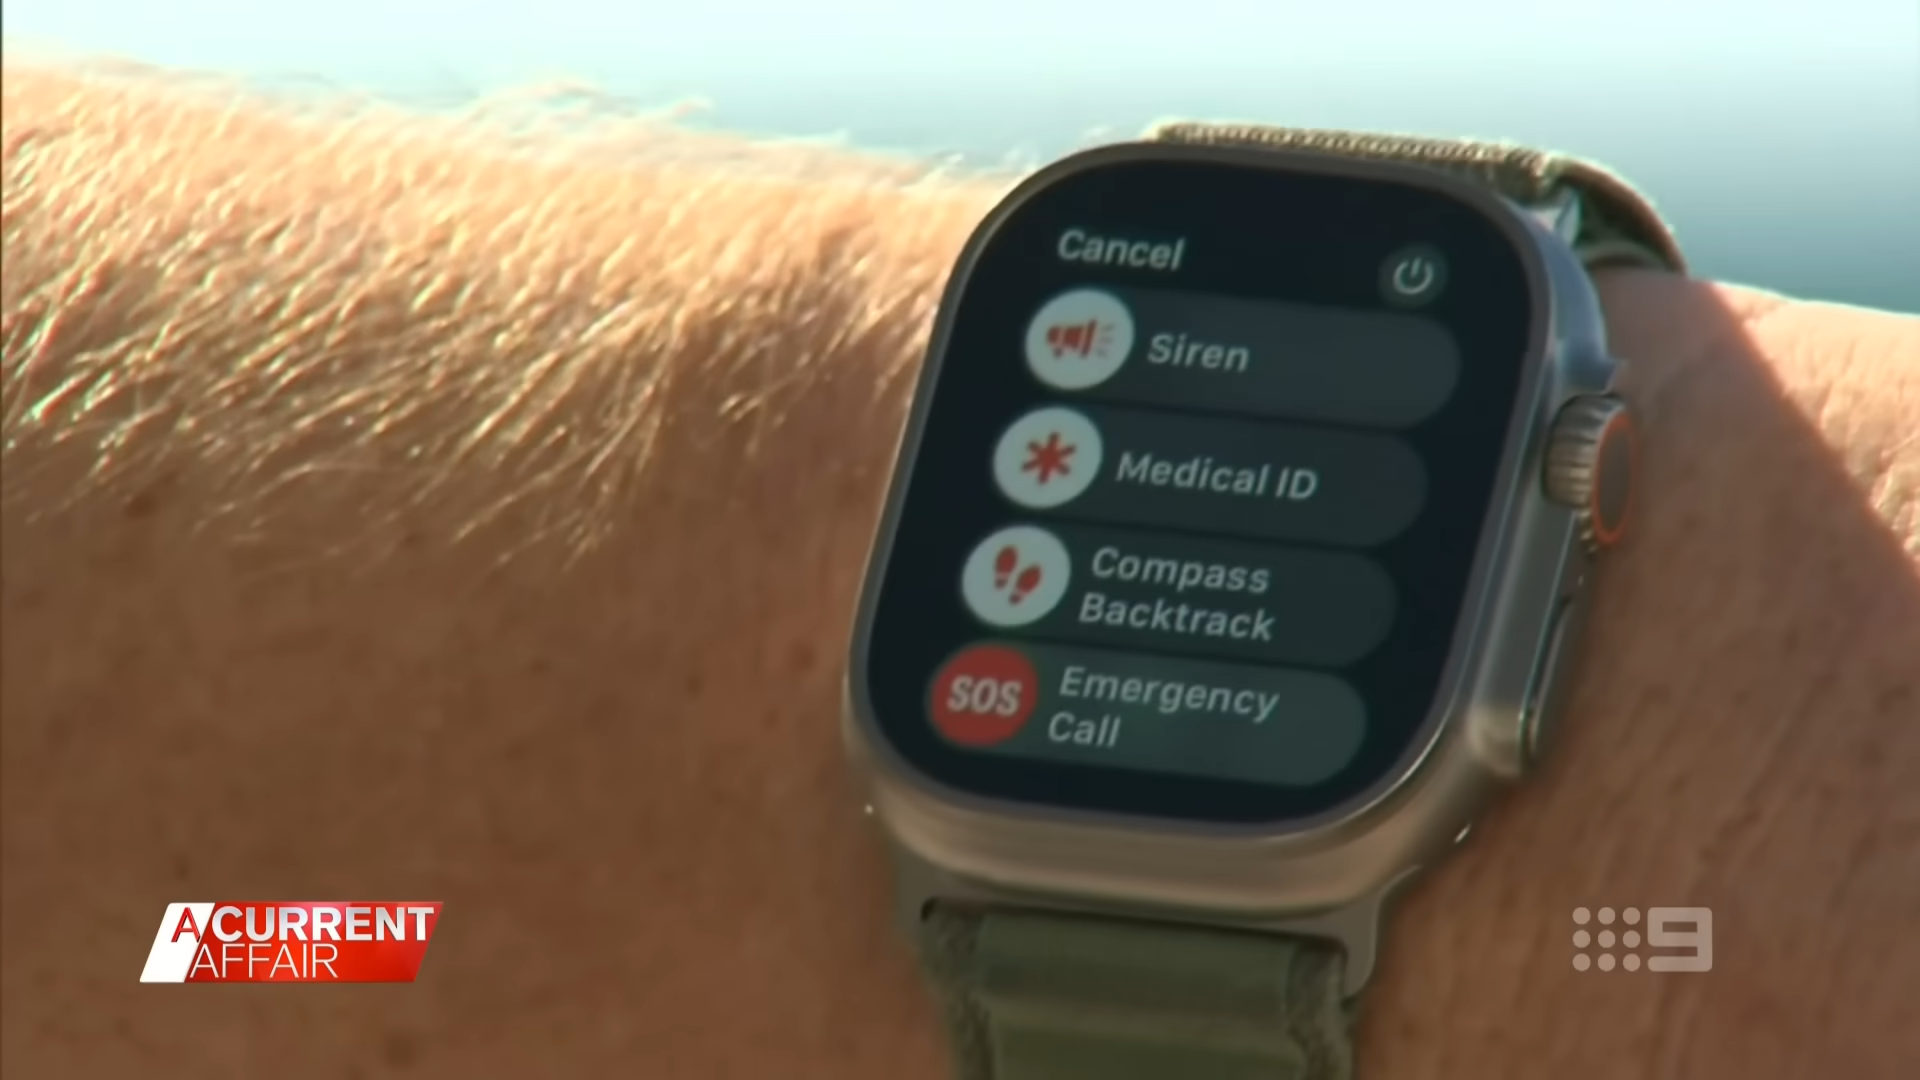 Cancel
Siren
Medical ID
Compass
Backtrack
SOS
Emergency
Call
A CURRENT
AFFAIR
9